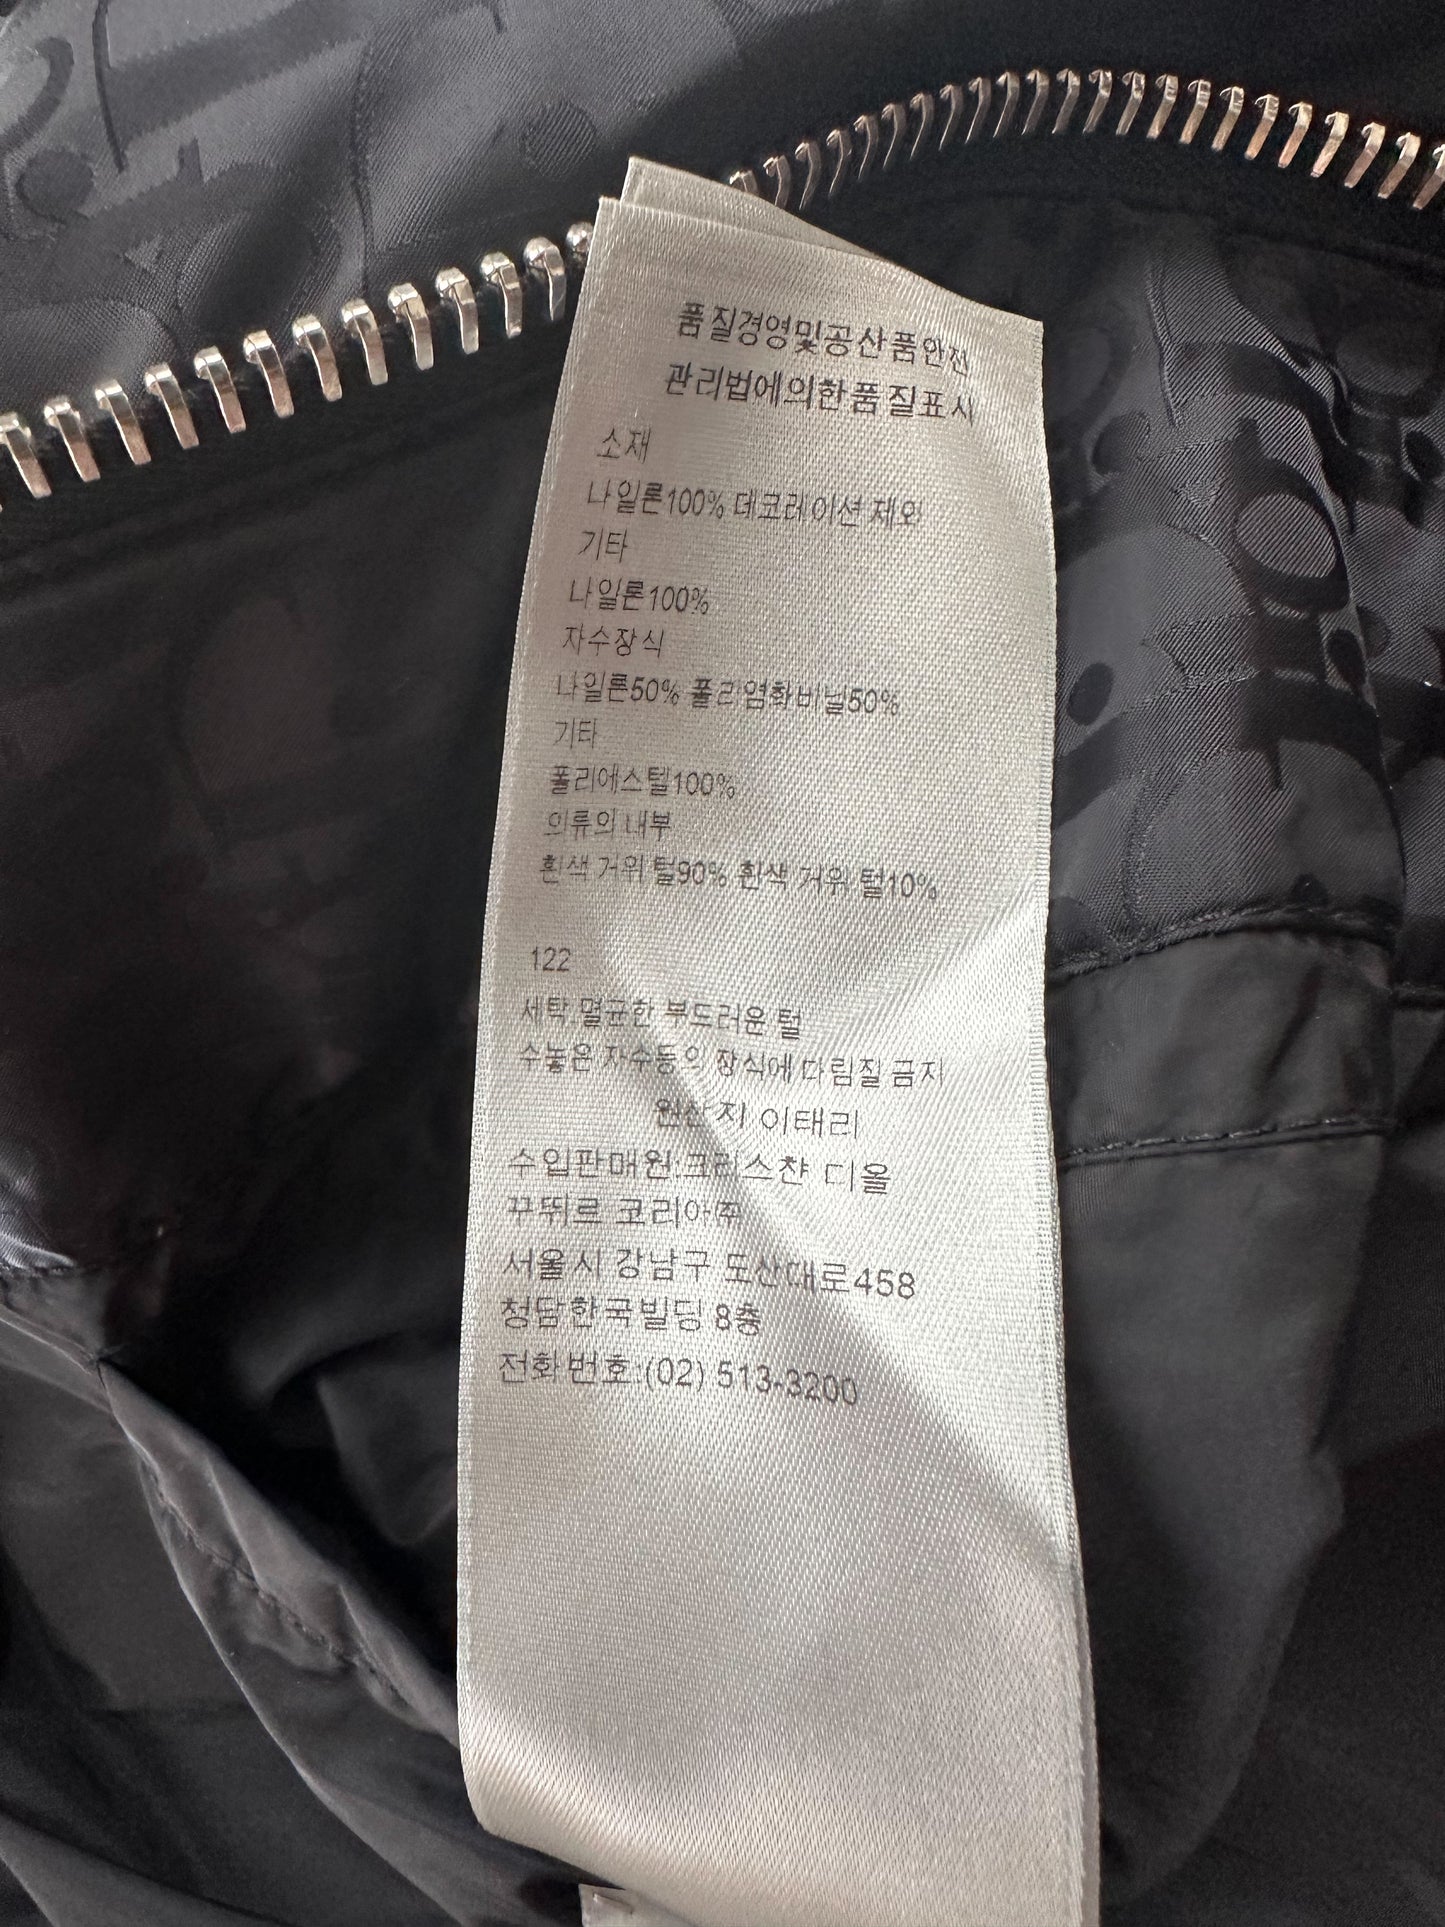 품질경영및공산품안전
관리법에의한품질표시
소재
나일론100% 데코레이션 제외
기타
나일론100%
자수장식
나일론50% 폴리염화비닐50%
기타
폴리에스텔100%
의류의 내부
흰색 거위 털90% 흰색 거위 털10%
122
세탁.멸균한 부드러운 털
수놓은 자수등의 장식에 다림질 금지
원산지 이태리
수입판매원:크리스챤 디올
꾸뛰르 코리아㈜
서울시 강남구 도산대로458
청담한국빌딩 8층
전화번호:(02) 513-3200